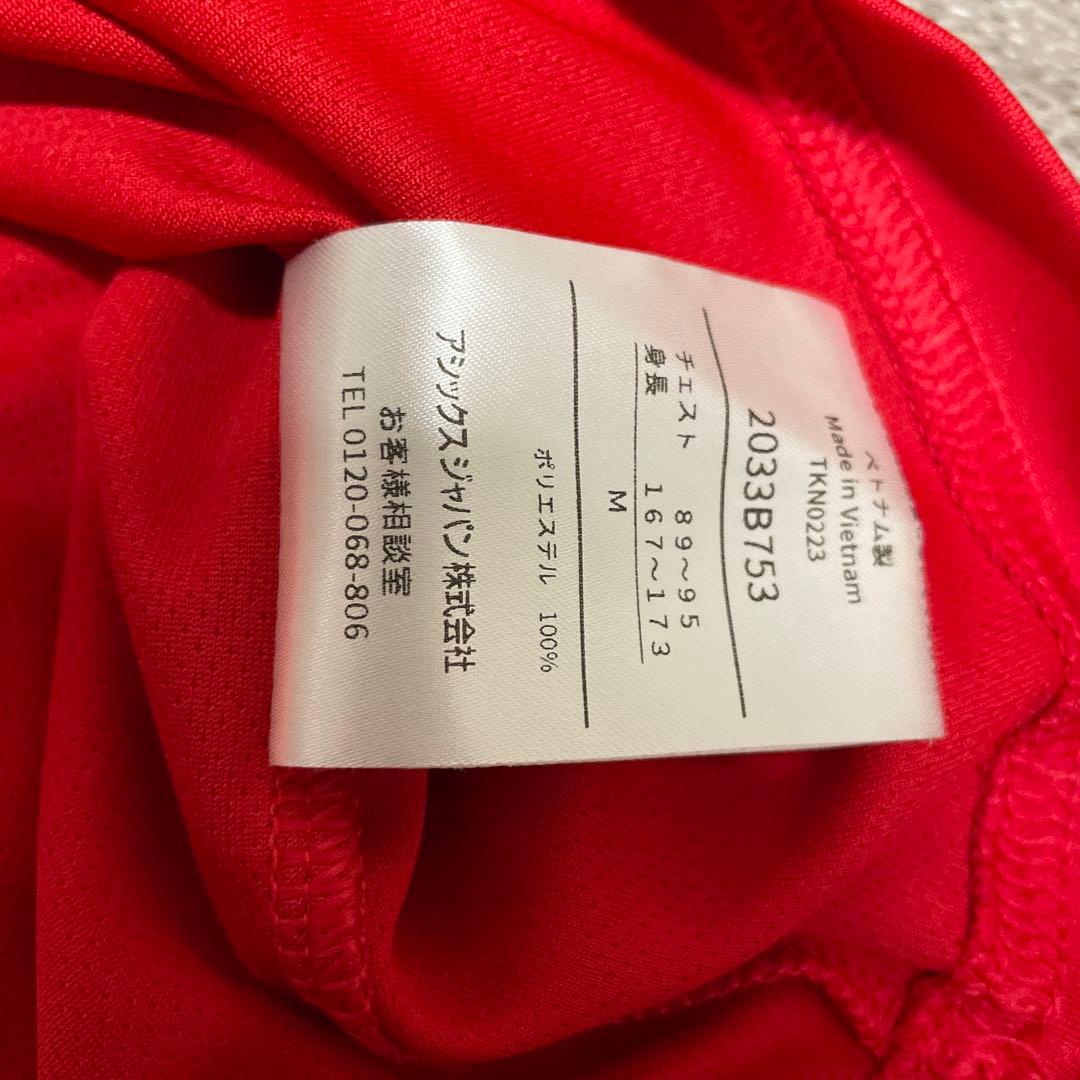 ベトナム製
Made in Vietnam
TKN0223
2033B753
チェスト 89～95
身長 167～173
M
ポリエステル 100%
アシックスジャパン株式会社
お客様相談室
TEL 0120-068-806